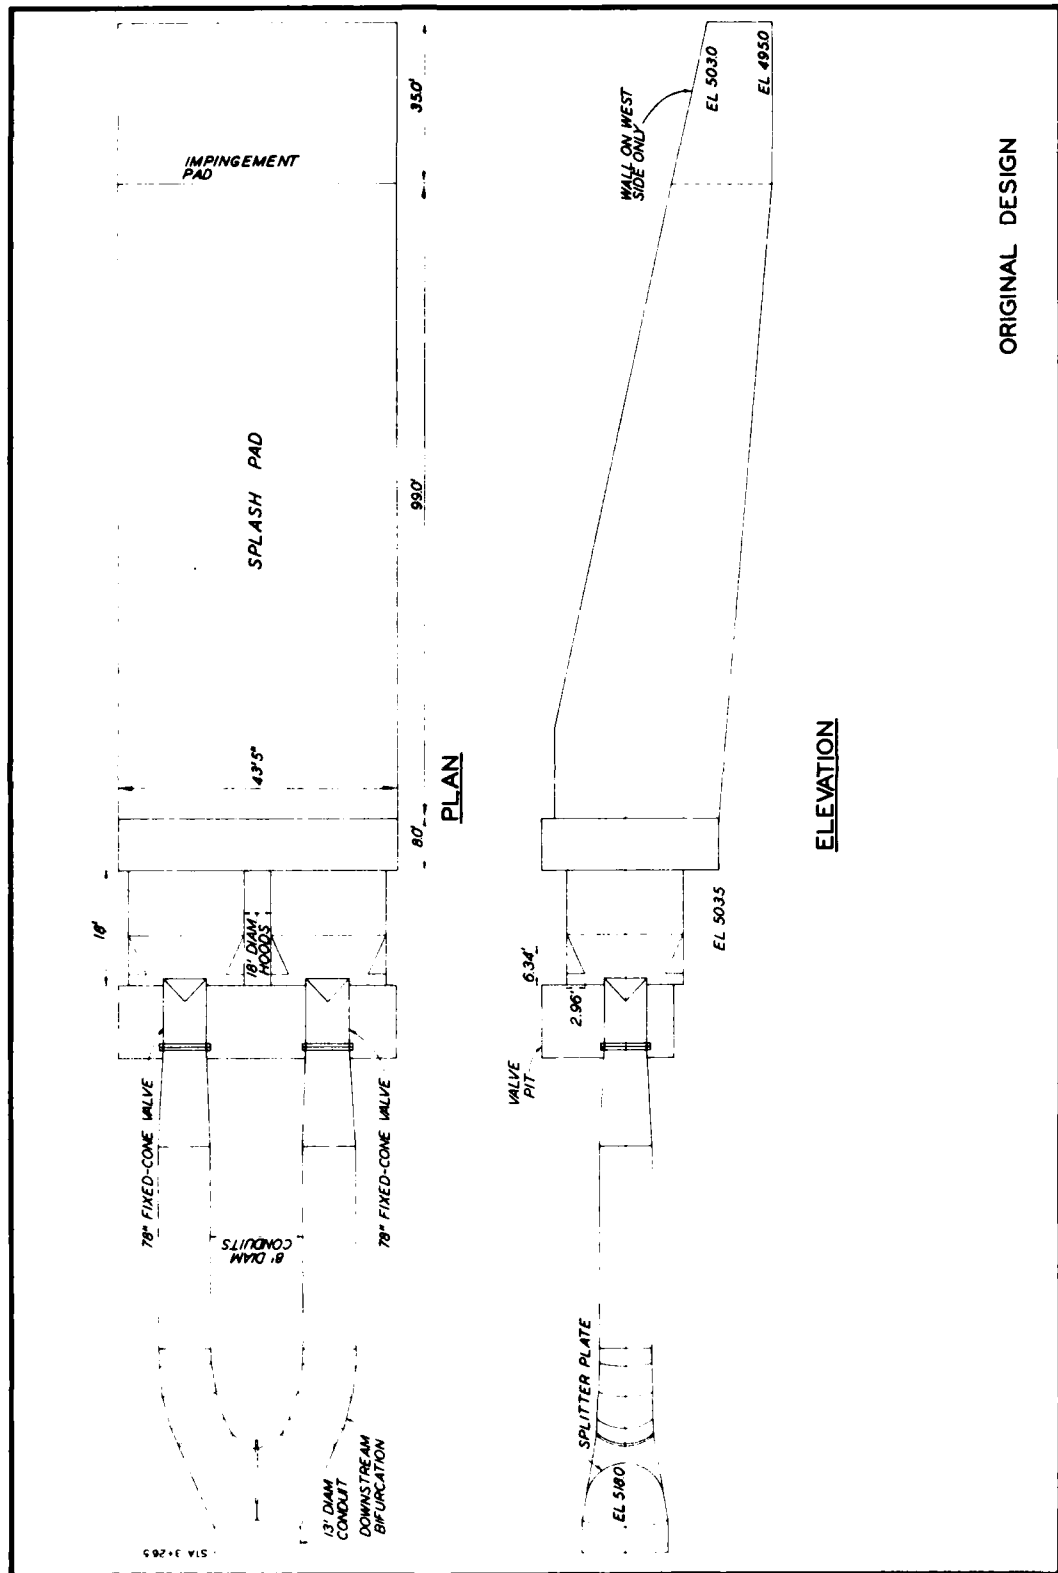 STA 3+26.5
13' DIAM
CONDUIT
DOWNSTREAM
BIFURCATION
8' DIAM
CONDUITS
78" FIXED-CONE VALVE
78" FIXED-CONE VALVE
18'
18' DIAM
HOODS
8.0'
43'5"
SPLASH PAD
99.0'
IMPINGEMENT
PAD
35.0'
PLAN
SPLITTER PLATE
EL 518.0
VALVE
PIT
2.96'
6.34'
EL 503.5
WALL ON WEST
SIDE ONLY
EL 503.0
EL 495.0
ELEVATION
ORIGINAL DESIGN